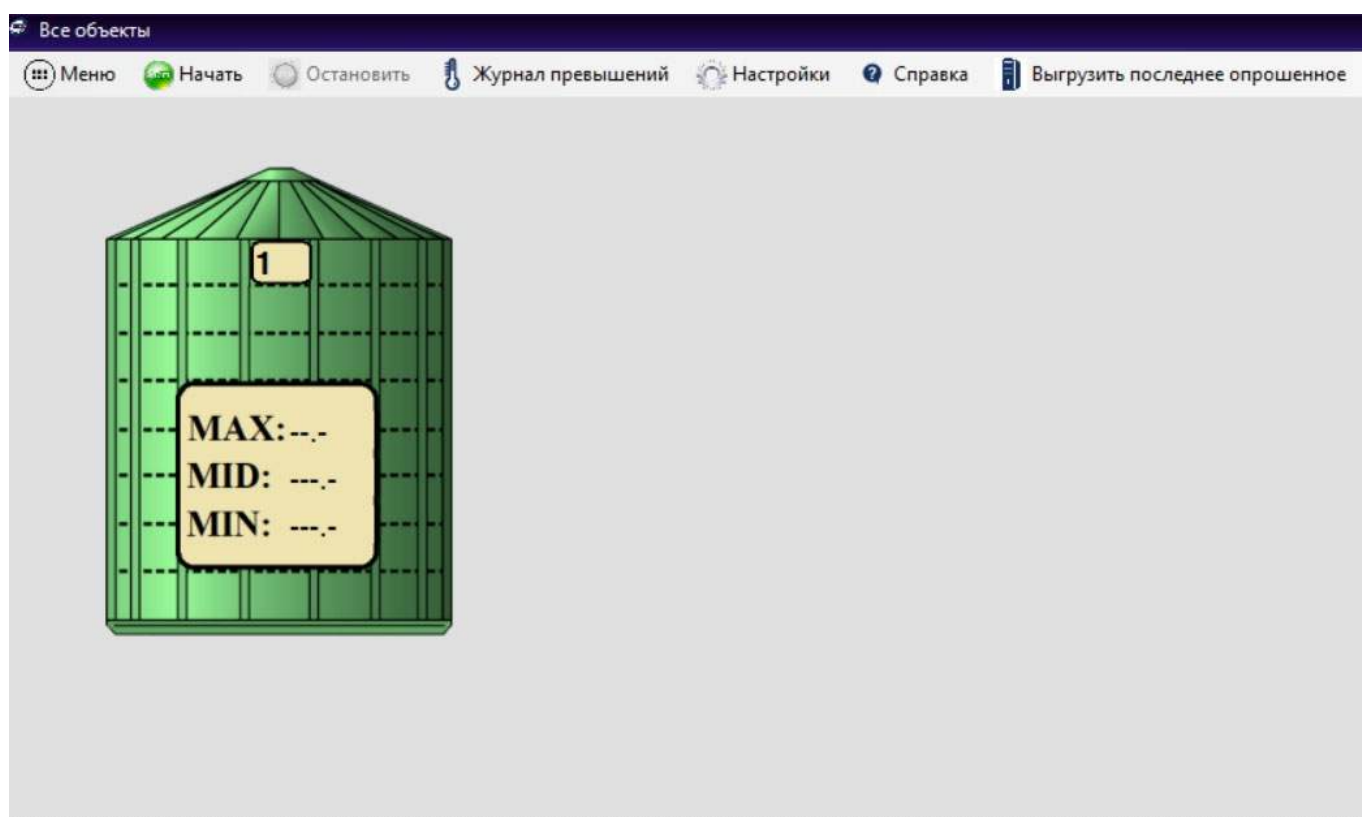 Все объекты
Меню Начать Остановить Журнал превышений Настройки Справка Выгрузить последнее опрошенное
1
MAX:--.-
MID: ---.-
MIN: ---.-